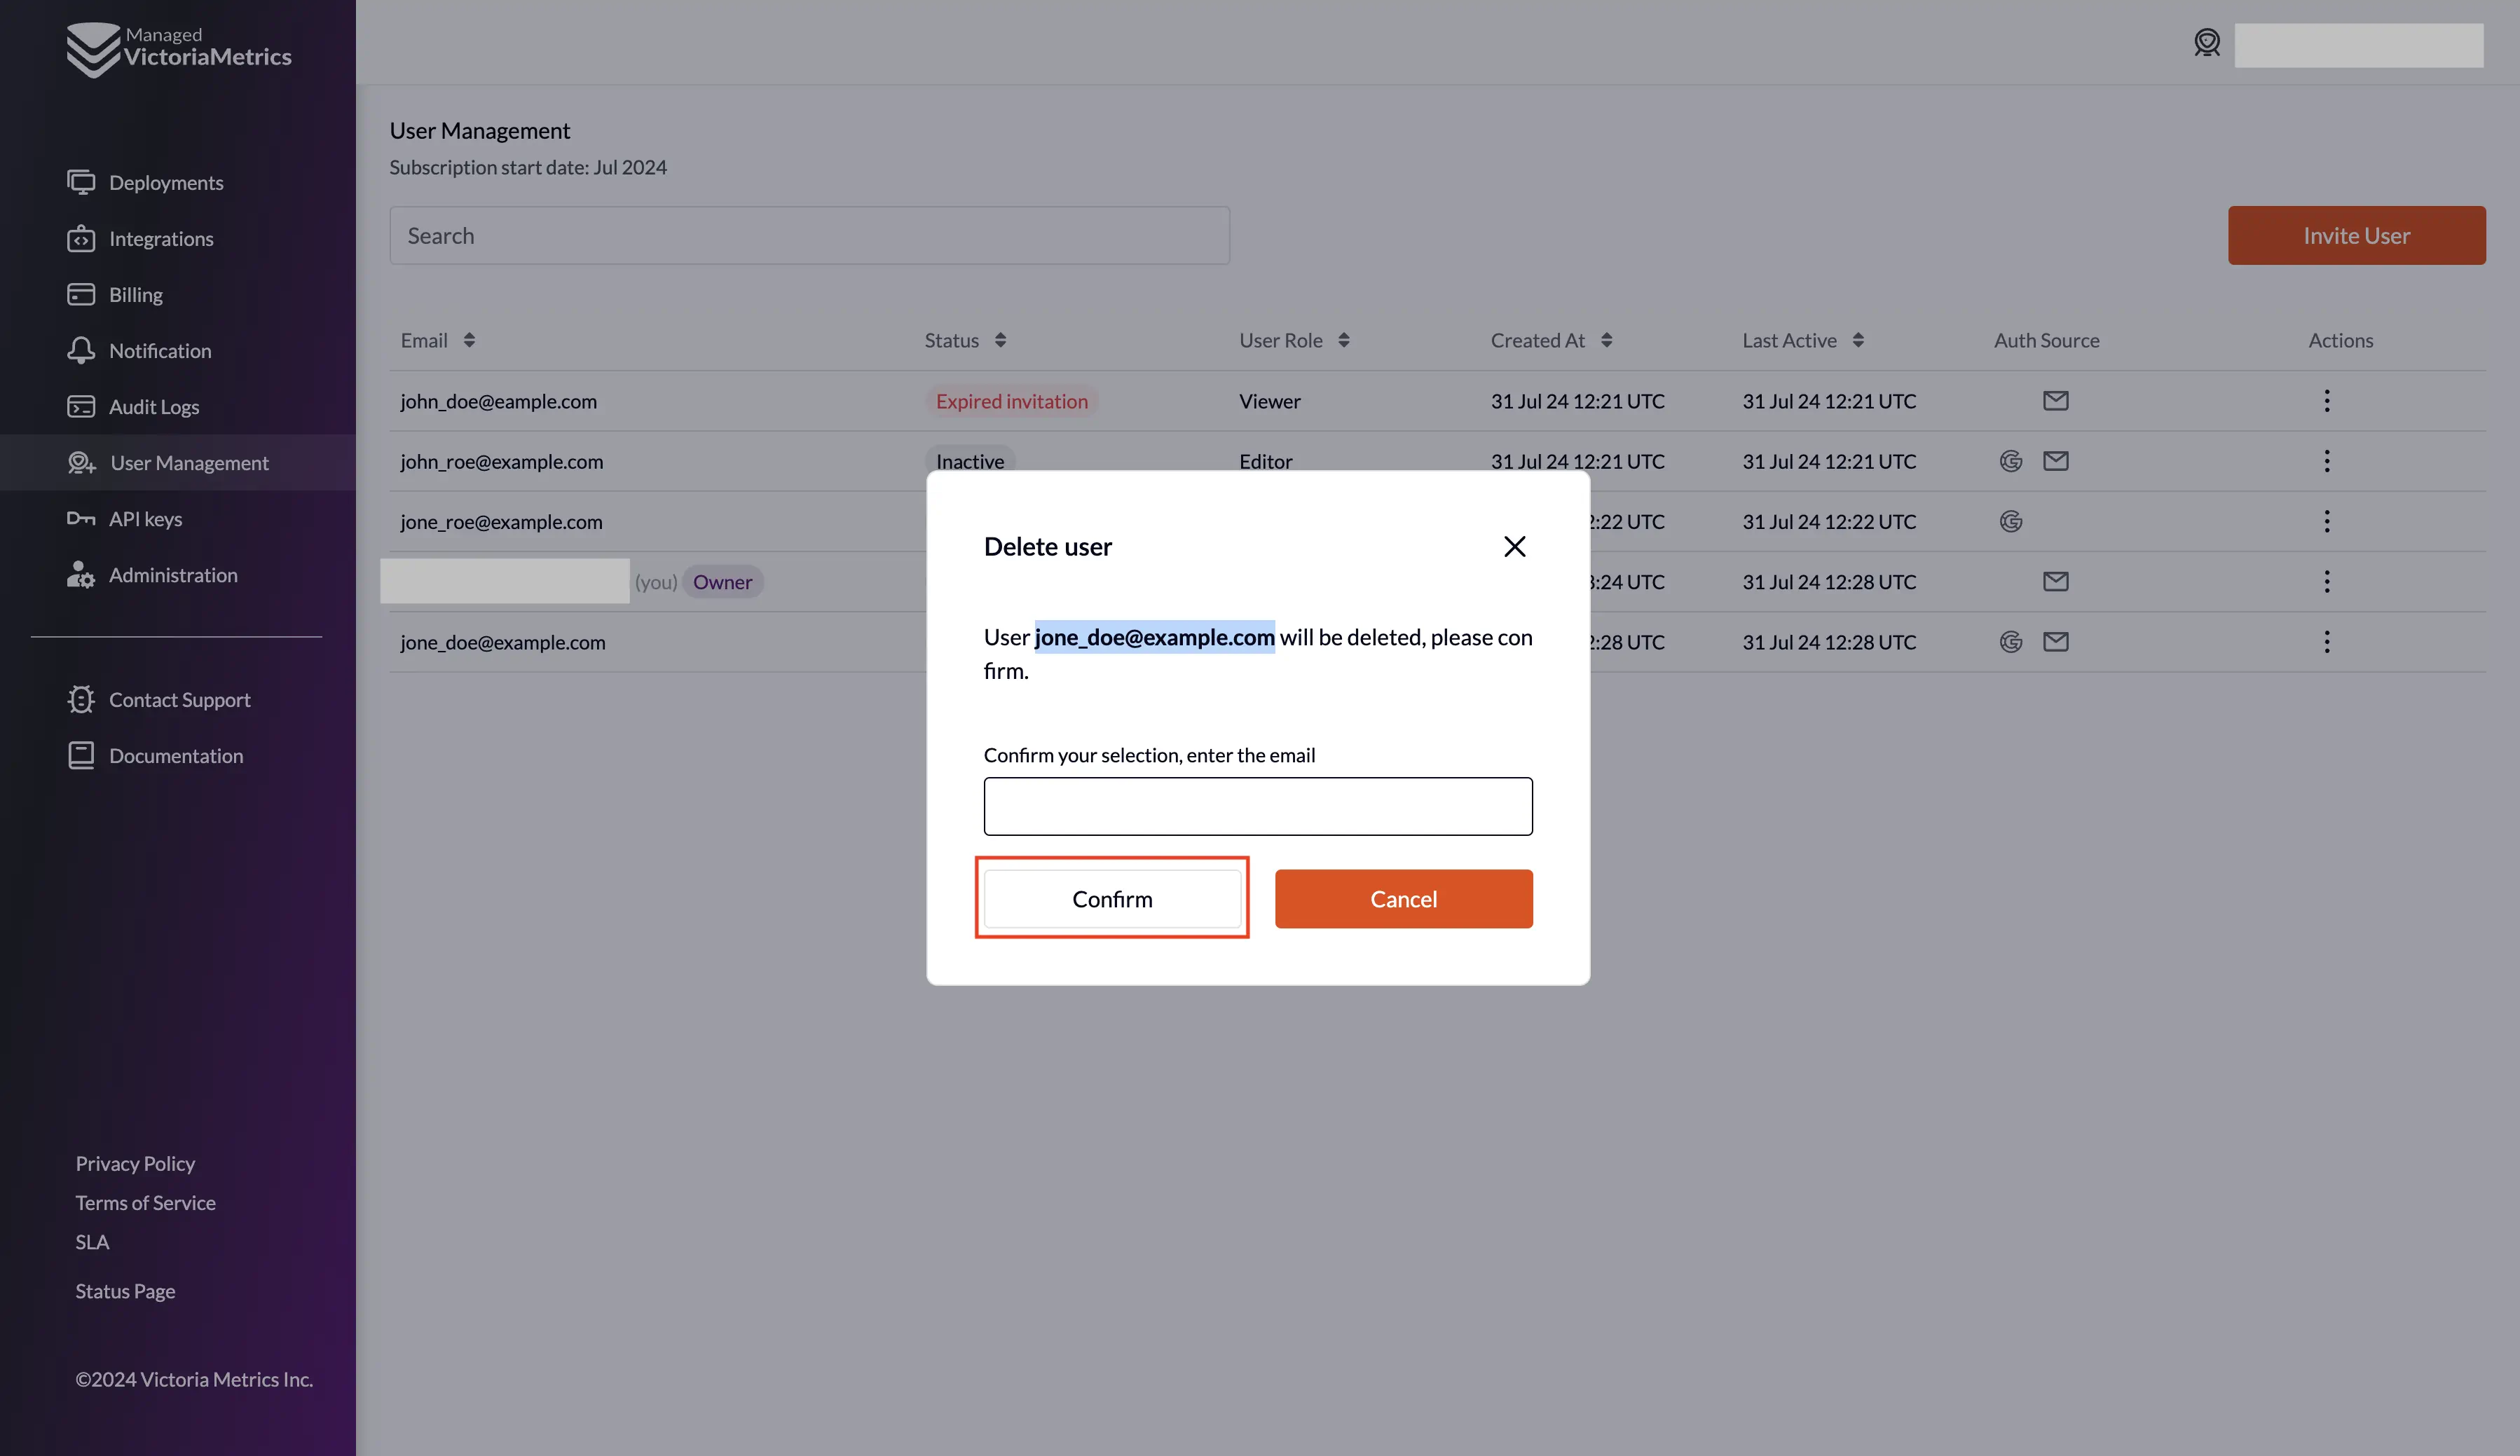 Managed
VictoriaMetrics
Deployments
Integrations
Billing
Notification
Audit Logs
User Management
API keys
Administration
Contact Support
Documentation
Privacy Policy
Terms of Service
SLA
Status Page
©2024 Victoria Metrics Inc.
User Management
Subscription start date: Jul 2024
Search
Invite User
Email Status User Role Created At Last Active Auth Source Actions
john_doe@eample.com Expired invitation Viewer 31 Jul 24 12:21 UTC 31 Jul 24 12:21 UTC
john_roe@example.com Inactive Editor 31 Jul 24 12:21 UTC 31 Jul 24 12:21 UTC
jone_roe@example.com :22 UTC 31 Jul 24 12:22 UTC
(you) Owner :24 UTC 31 Jul 24 12:28 UTC
jone_doe@example.com :28 UTC 31 Jul 24 12:28 UTC
Delete user
User jone_doe@example.com will be deleted, please con
firm.
Confirm your selection, enter the email
Confirm
Cancel